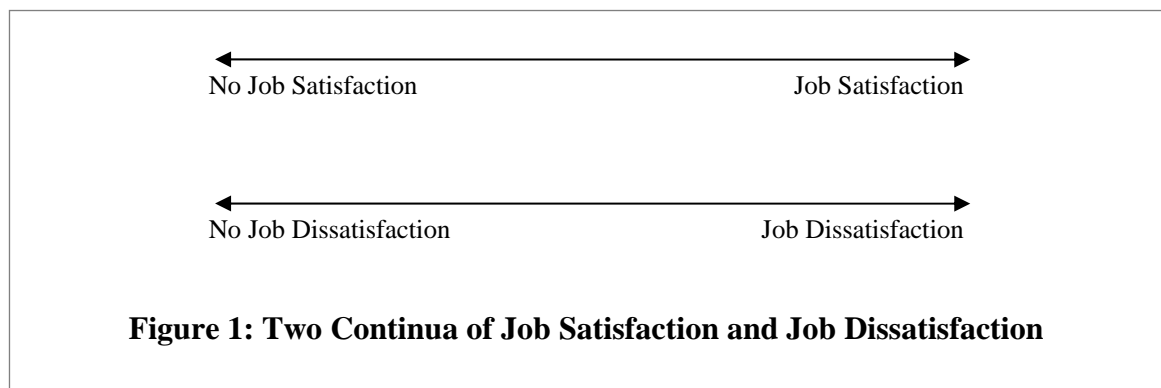 No Job Satisfaction Job Satisfaction
No Job Dissatisfaction Job Dissatisfaction
Figure 1: Two Continua of Job Satisfaction and Job Dissatisfaction